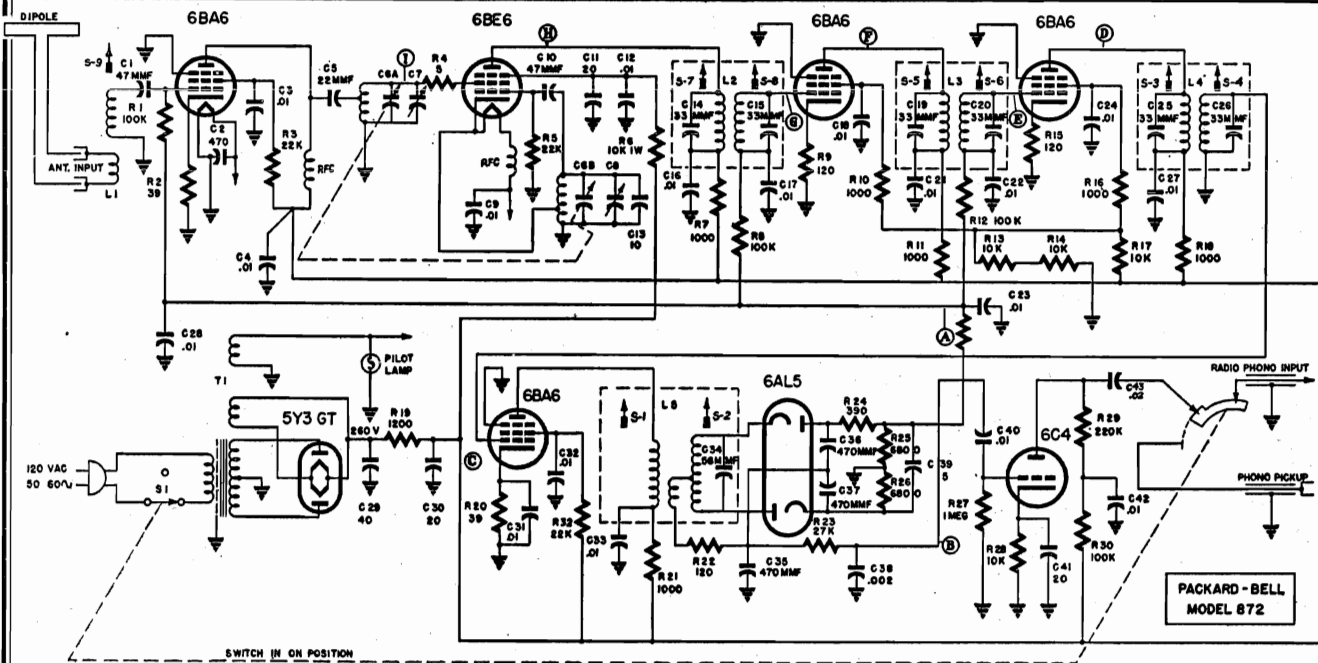 DIPOLE
6BA6
6BE6
6BA6
6BA6
S-9
C1
47MMF
R1
100K
ANT. INPUT
L1
R2
39
C2
470
C3
.01
R3
22K
RFC
C4
.01
C5
22MMF
I
C6A
C7
R4
5
H
C10
47MMF
C11
20
C12
.01
R5
22K
R6
10K 1W
RFC
C9
.01
C6B
C8
C13
10
S-7
L2
S-8
C14
33 MMF
C15
33MMF
G
C16
.01
C17
.01
R7
1000
R8
100K
F
R9
120
C18
.01
R10
1000
S-5
L3
S-6
C19
33MMF
C20
33MMF
E
C21
.01
C22
.01
R11
1000
R12 100K
R13
10K
R14
10K
D
R15
120
C24
.01
R16
1000
R17
10K
S-3
L4
S-4
C25
33 MMF
C26
33MMF
C27
.01
R18
1000
C23
.01
A
C28
.01
PILOT
LAMP
T1
5Y3 GT
260V
R19
1200
120 VAC
50 60~
S1
C29
40
C30
20
C
6BA6
R20
39
C31
.01
C32
.01
R32
22K
C33
.01
S-1
L5
S-2
C34
56MMF
R21
1000
R22
120
6AL5
R24
390
C36
470MMF
C37
470MMF
R25
6800
R26
6800
C39
5
R23
27K
C35
470MMF
C38
.002
B
C40
.01
R27
1MEG
6C4
R28
10K
C41
20
R29
220K
C42
.01
R30
100K
C43
.02
RADIO PHONO INPUT
PHONO PICKUP
PACKARD-BELL
MODEL 872
SWITCH IN ON POSITION